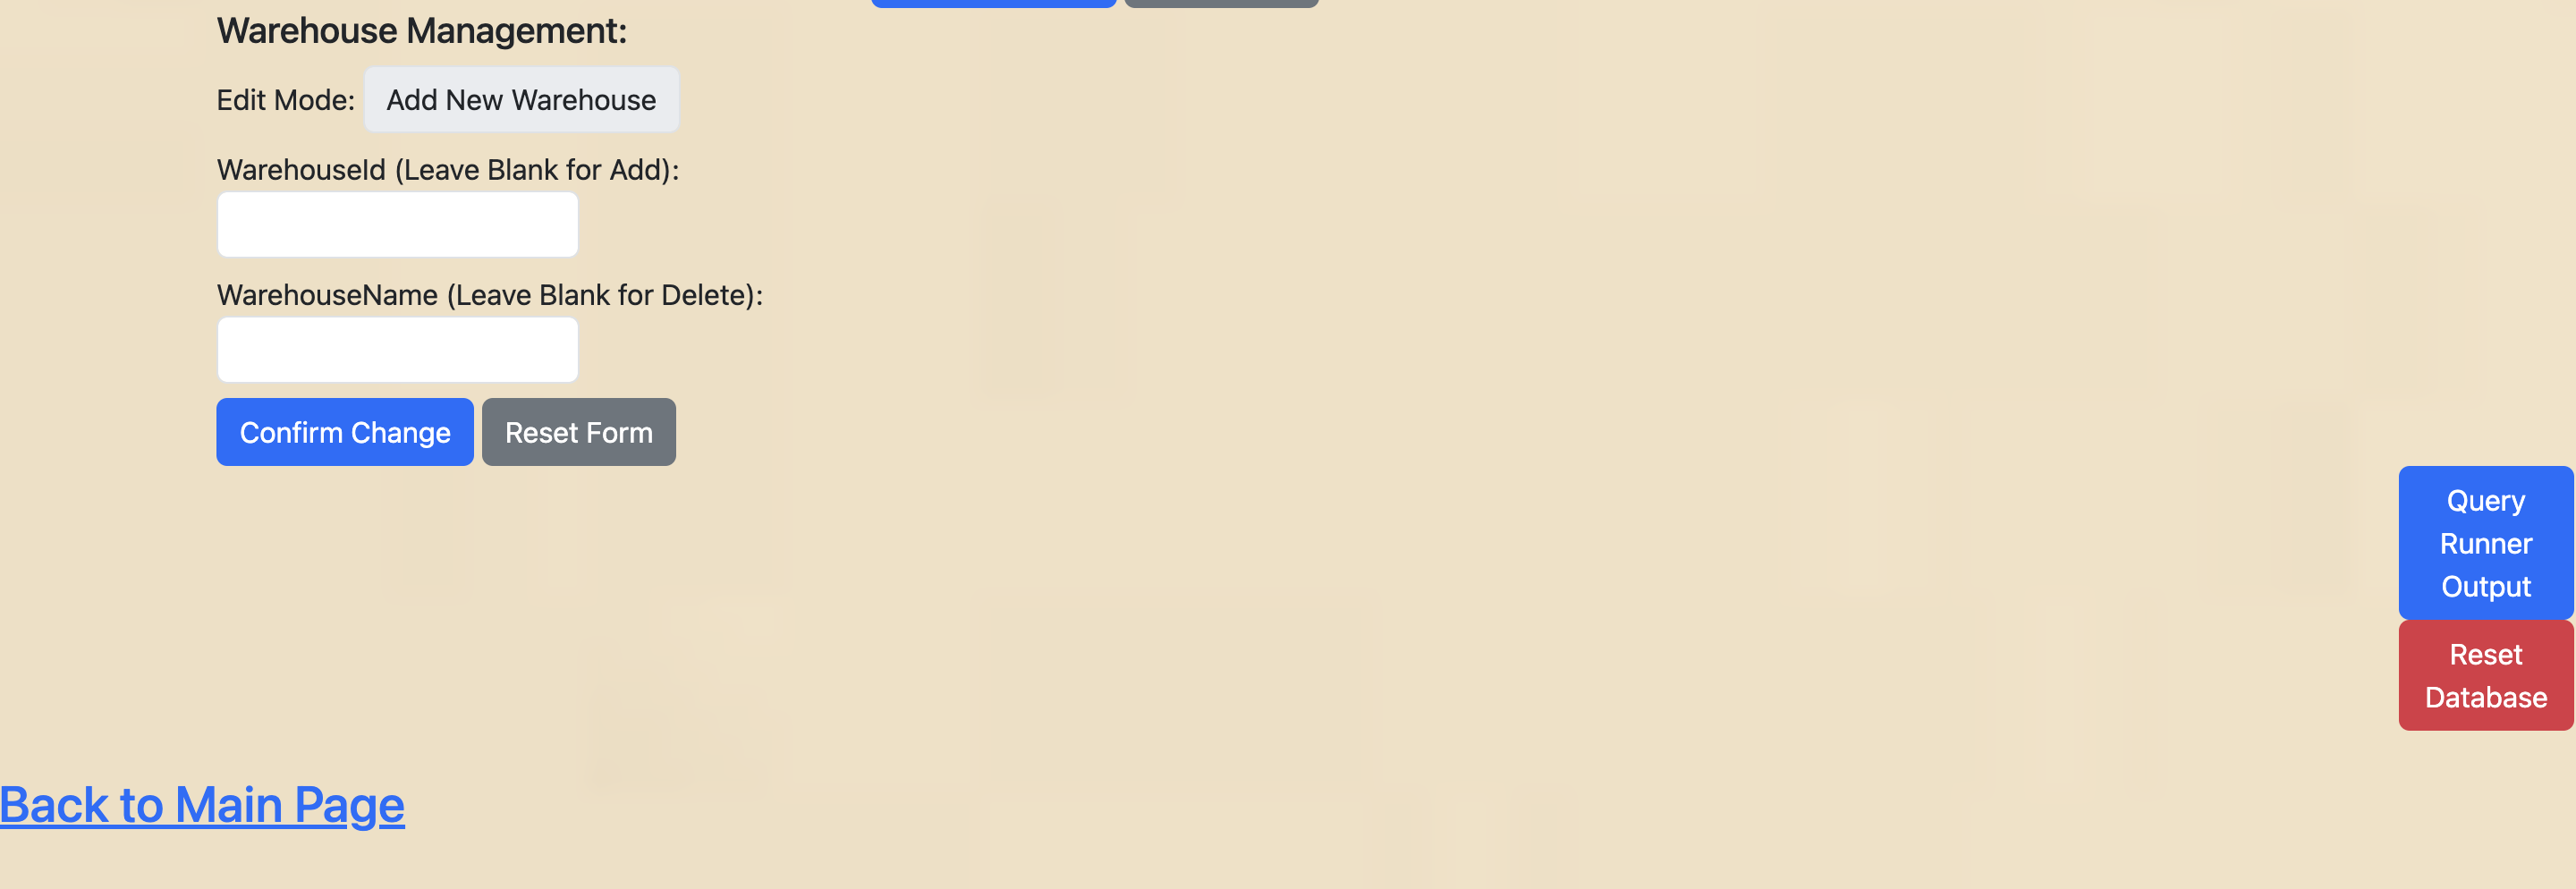 Warehouse Management:
Edit Mode: Add New Warehouse
WarehouseId (Leave Blank for Add):
WarehouseName (Leave Blank for Delete):
Confirm Change Reset Form
Query
Runner
Output
Reset
Database
Back to Main Page